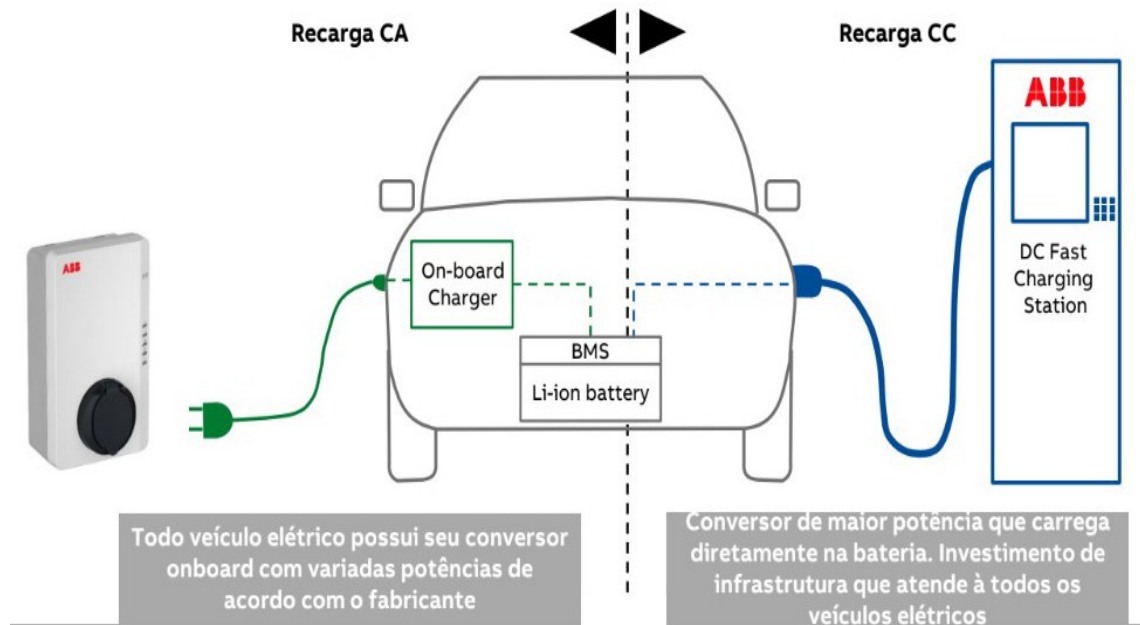 Recarga CA
Recarga CC
ABB
ABB
On-board
Charger
DC Fast
Charging
Station
BMS
Li-ion battery
Todo veículo elétrico possui seu conversor
onboard com variadas potências de
acordo com o fabricante
Conversor de maior potência que carrega
diretamente na bateria. Investimento de
infrastrutura que atende à todos os
veículos elétricos